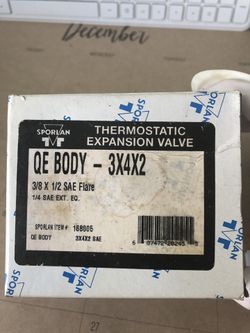 December
SPORLAN
THERMOSTATIC
EXPANSION VALVE
QE BODY - 3X4X2
3/8 X 1/2 SAE Flare
1/4 SAE EXT. EQ.
SPORLAN ITEM # 168005
QE BODY 3X4X2 SAE
27